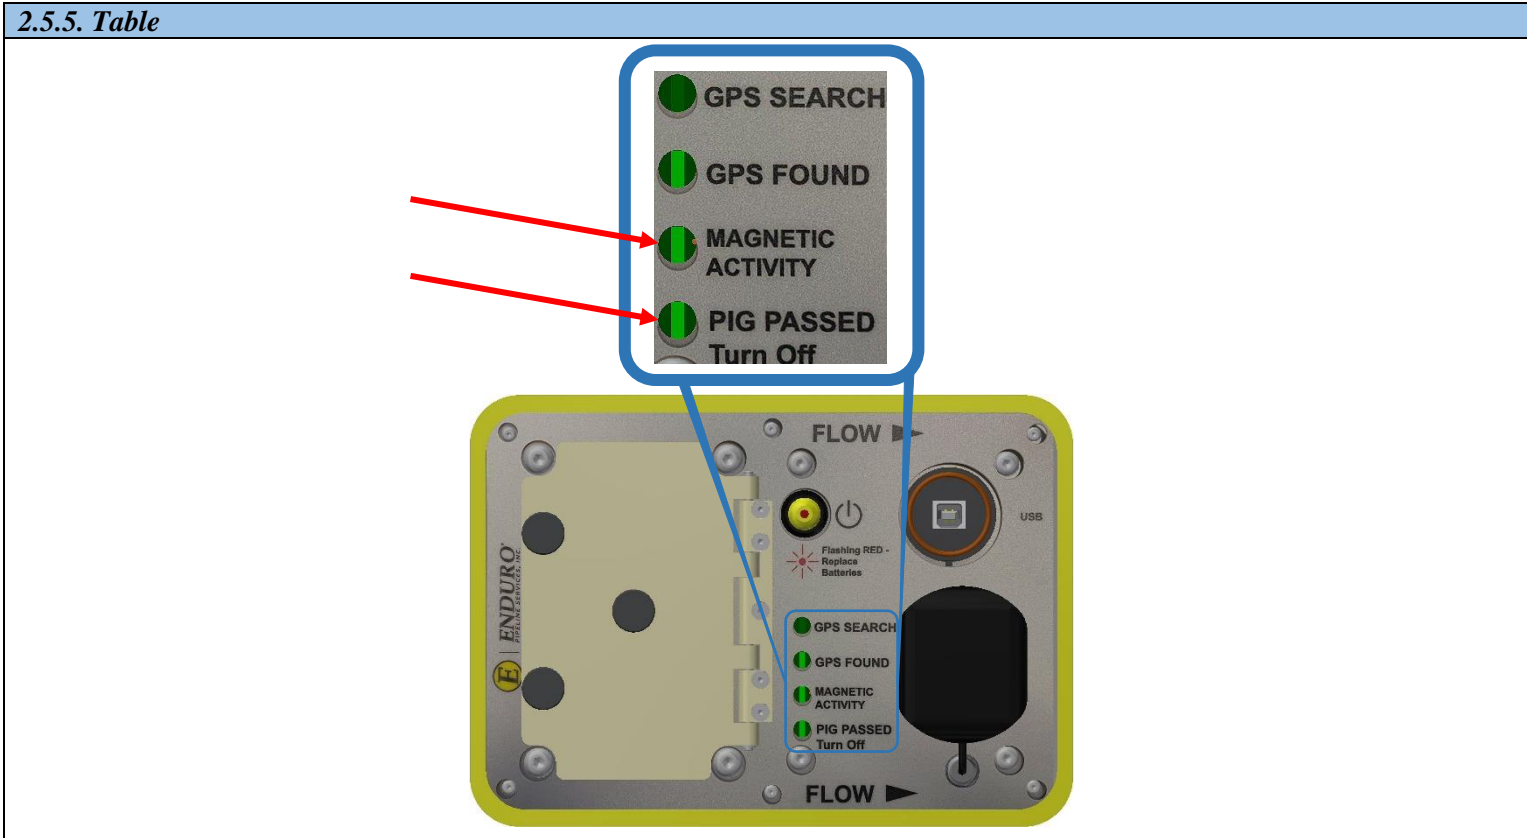 2.5.5. Table
GPS SEARCH
GPS FOUND
MAGNETIC
ACTIVITY
PIG PASSED
Turn Off
FLOW
USB
Flashing RED -
Replace
Batteries
E ENDURO
PIPELINE SERVICES, INC.
GPS SEARCH
GPS FOUND
MAGNETIC
ACTIVITY
PIG PASSED
Turn Off
FLOW